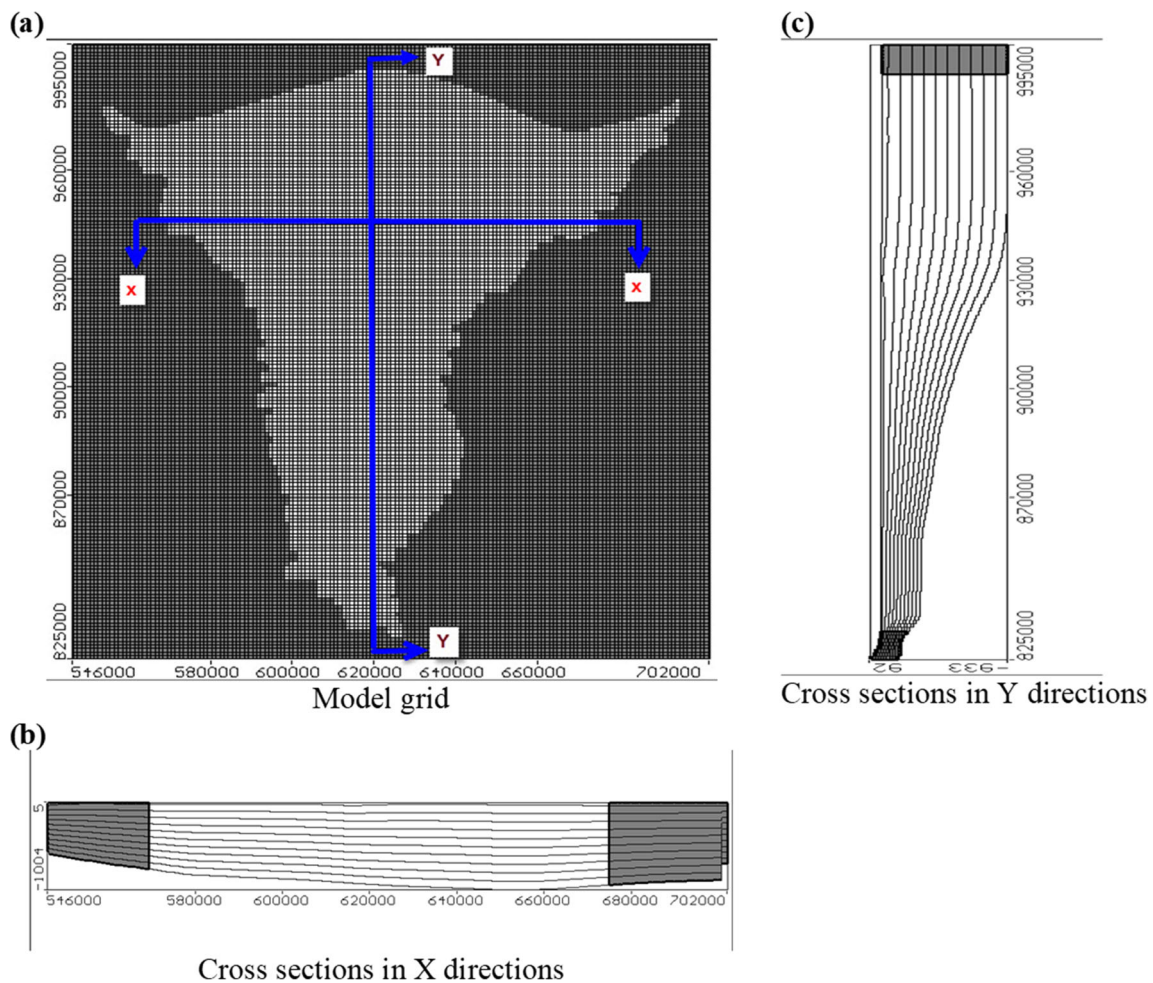 (a)
Y
995000
960000
X
X
930000
900000
870000
825000
Y
546000 580000 600000 620000 640000 660000 702000
Model grid
(b)
5
-1004
546000 580000 600000 620000 640000 660000 680000 702000
Cross sections in X directions
(c)
995000
960000
930000
900000
870000
825000
92 -933
Cross sections in Y directions